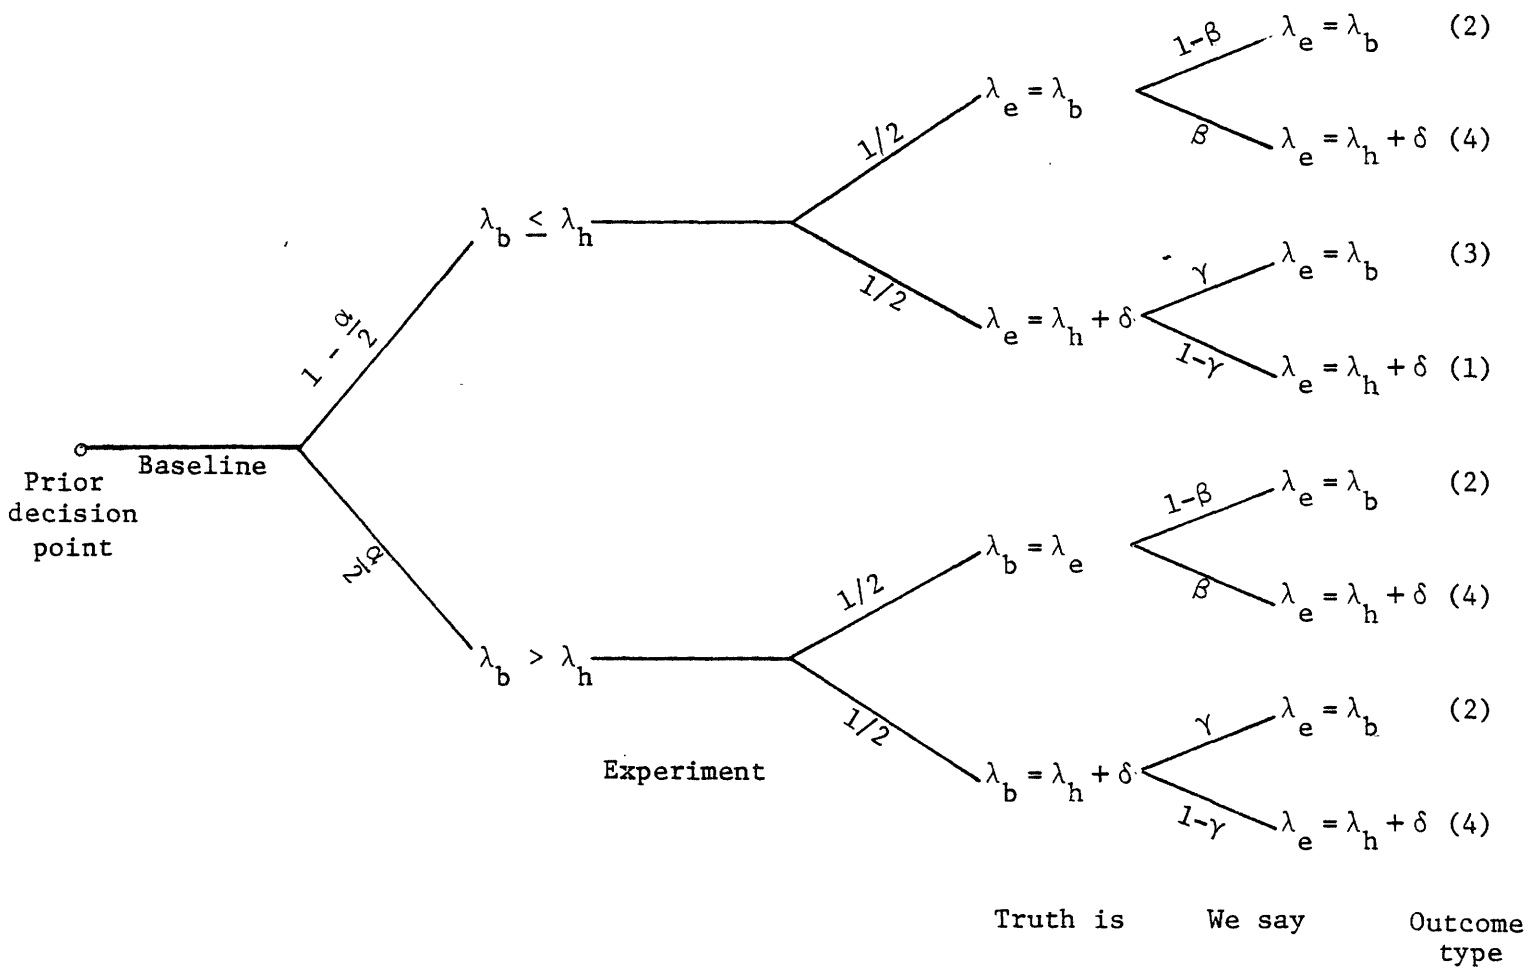 1-β
λe = λb (2)
λe = λb
1/2
β
λe = λh + δ (4)
λb ≤ λh
λe = λb (3)
γ
1/2
λe = λh + δ
1-γ
λe = λh + δ (1)
1 - α/2
Baseline
Prior
decision
point
α/2
1-β
λe = λb (2)
λb = λe
1/2
β
λe = λh + δ (4)
λb > λh
λe = λb (2)
γ
1/2
Experiment
λb = λh + δ
1-γ
λe = λh + δ (4)
Truth is We say Outcome
type